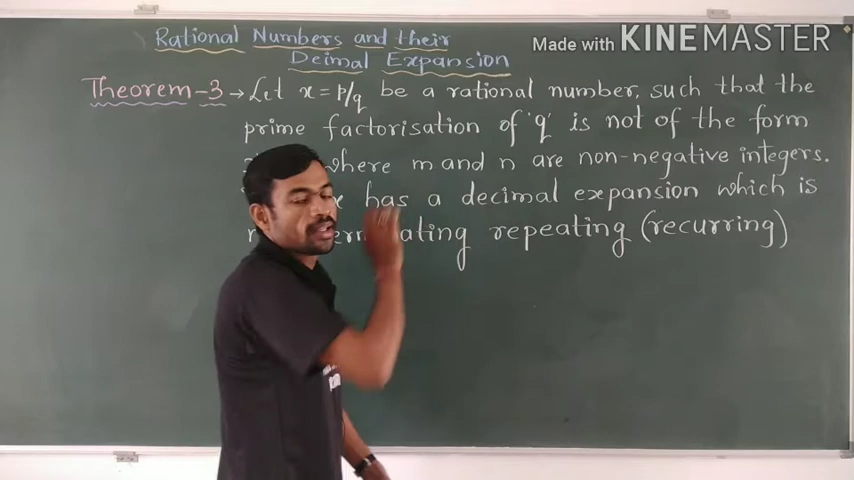 Rational Numbers and their
Deimal Expansion
Made with KINEMASTER
Theorem-3 → Let x = p/q be a rational number, such that the
prime factorisation of 'q' is not of the form
where m and n are non-negative integers.
x has a decimal expansion which is
repeating (recurring)